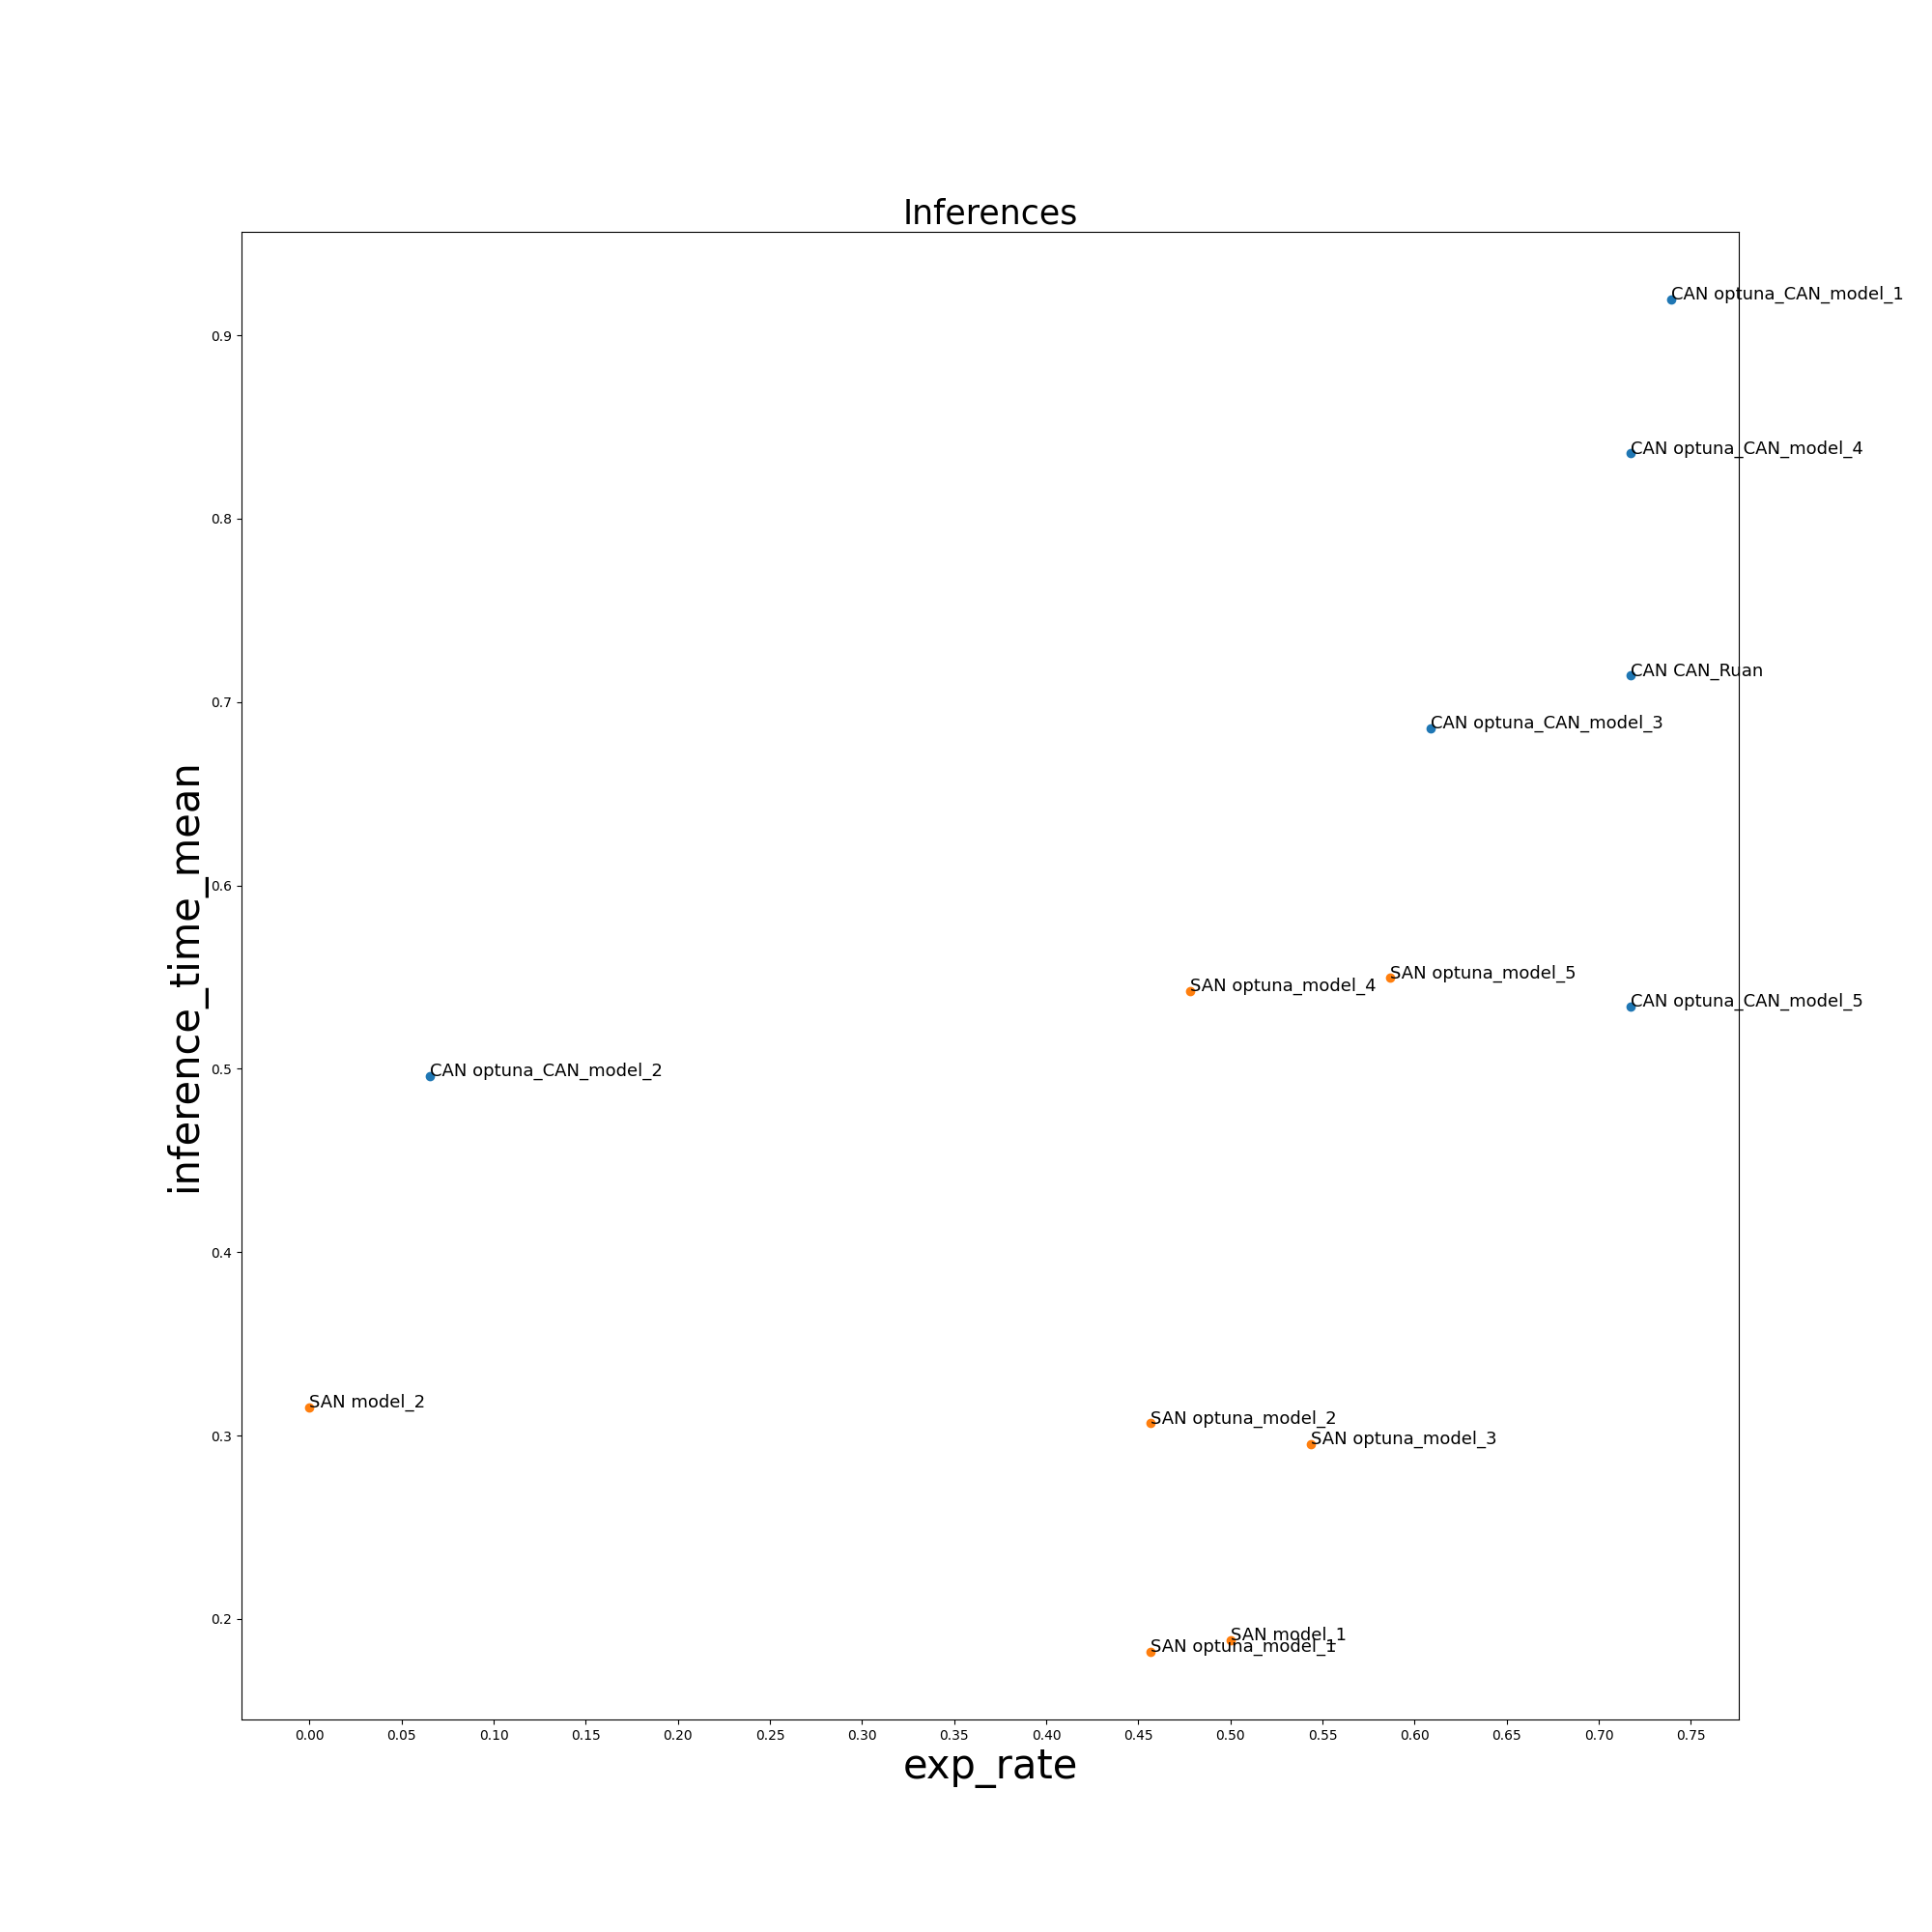 Inferences
CAN optuna_CAN_model_1
0.9
CAN optuna_CAN_model_4
0.8
CAN CAN_Ruan
0.7
CAN optuna_CAN_model_3
inference_time_mean
0.6
SAN optuna_model_5
SAN optuna_model_4
CAN optuna_CAN_model_5
0.5
CAN optuna_CAN_model_2
0.4
SAN model_2
SAN optuna_model_2
0.3
SAN optuna_model_3
0.2
SAN model_1
SAN optuna_model_1
0.00 0.05 0.10 0.15 0.20 0.25 0.30 0.35 0.40 0.45 0.50 0.55 0.60 0.65 0.70 0.75
exp_rate